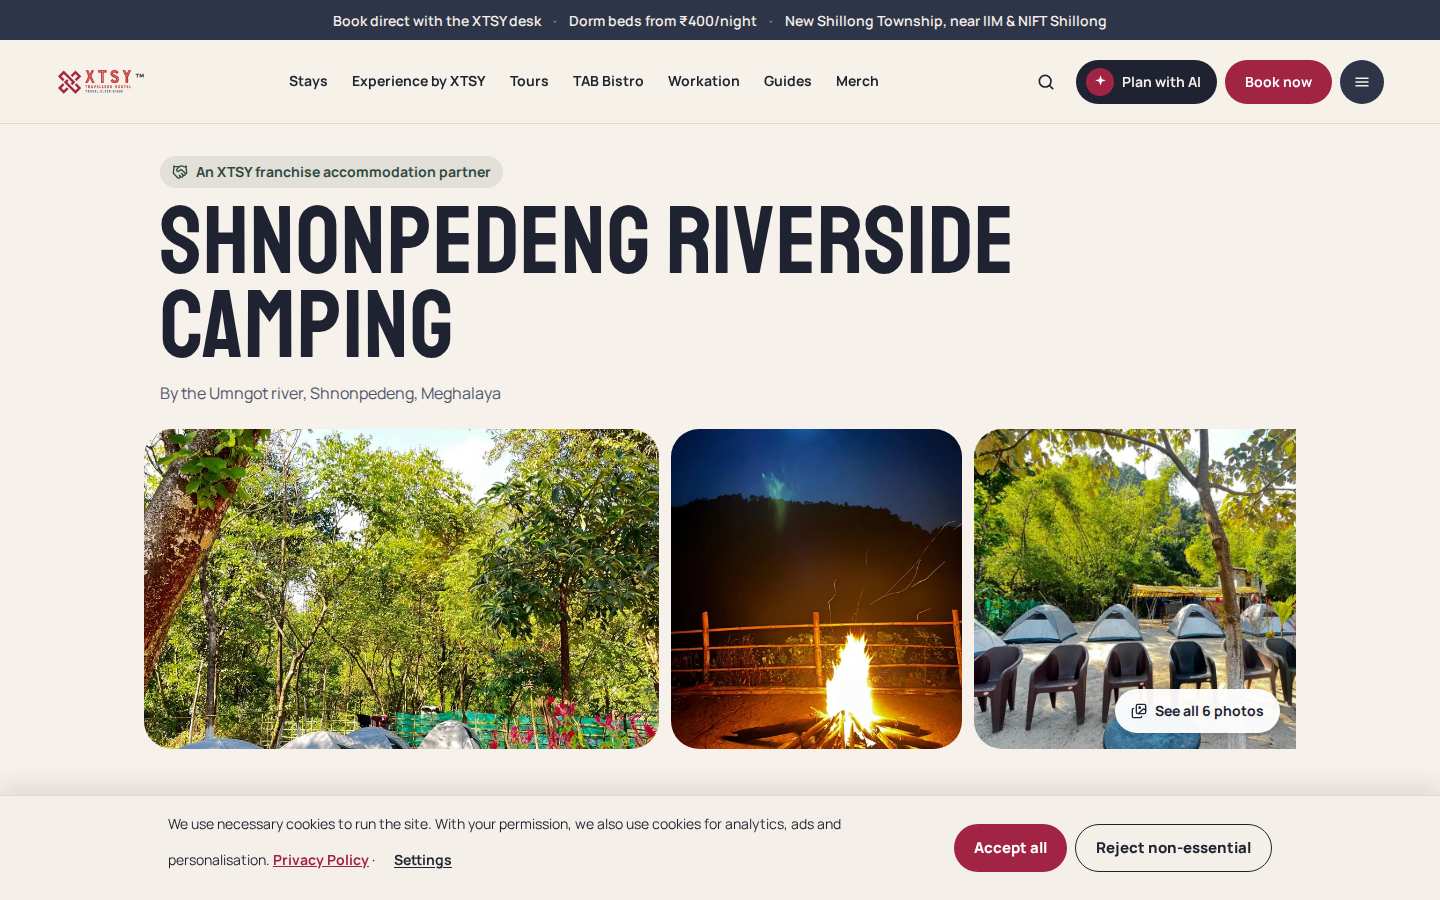 Book direct with the XTSY desk · Dorm beds from ₹400/night · New Shillong Township, near IIM & NIFT Shillong
XTSY ™
Stays Experience by XTSY Tours TAB Bistro Workation Guides Merch
Plan with AI
Book now
An XTSY franchise accommodation partner
SHNONPEDENG RIVERSIDE
CAMPING
By the Umngot river, Shnonpedeng, Meghalaya
See all 6 photos
We use necessary cookies to run the site. With your permission, we also use cookies for analytics, ads and
personalisation. Privacy Policy · Settings
Accept all
Reject non-essential